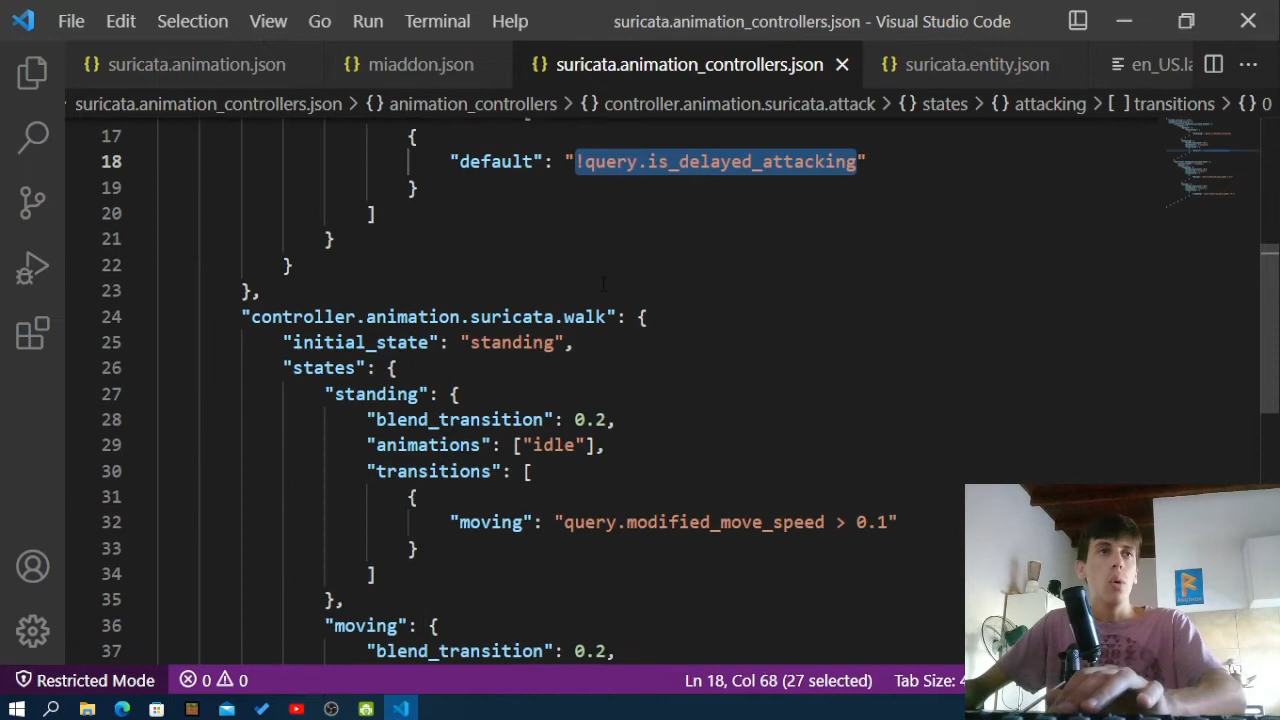 File Edit Selection View Go Run Terminal Help suricata.animation_controllers.json - Visual Studio Code
{} suricata.animation.json {} miaddon.json {} suricata.animation_controllers.json {} suricata.entity.json en_US.la
suricata.animation_controllers.json > {} animation_controllers > {} controller.animation.suricata.attack > {} states > {} attacking > [ ] transitions > {} 0
17 {
18 "default": "!query.is_delayed_attacking"
19 }
20 ]
21 }
22 }
23 },
24 "controller.animation.suricata.walk": {
25 "initial_state": "standing",
26 "states": {
27 "standing": {
28 "blend_transition": 0.2,
29 "animations": ["idle"],
30 "transitions": [
31 {
32 "moving": "query.modified_move_speed > 0.1"
33 }
34 ]
35 },
36 "moving": {
37 "blend_transition": 0.2,
Restricted Mode 0 0 Ln 18, Col 68 (27 selected) Tab Size: 4